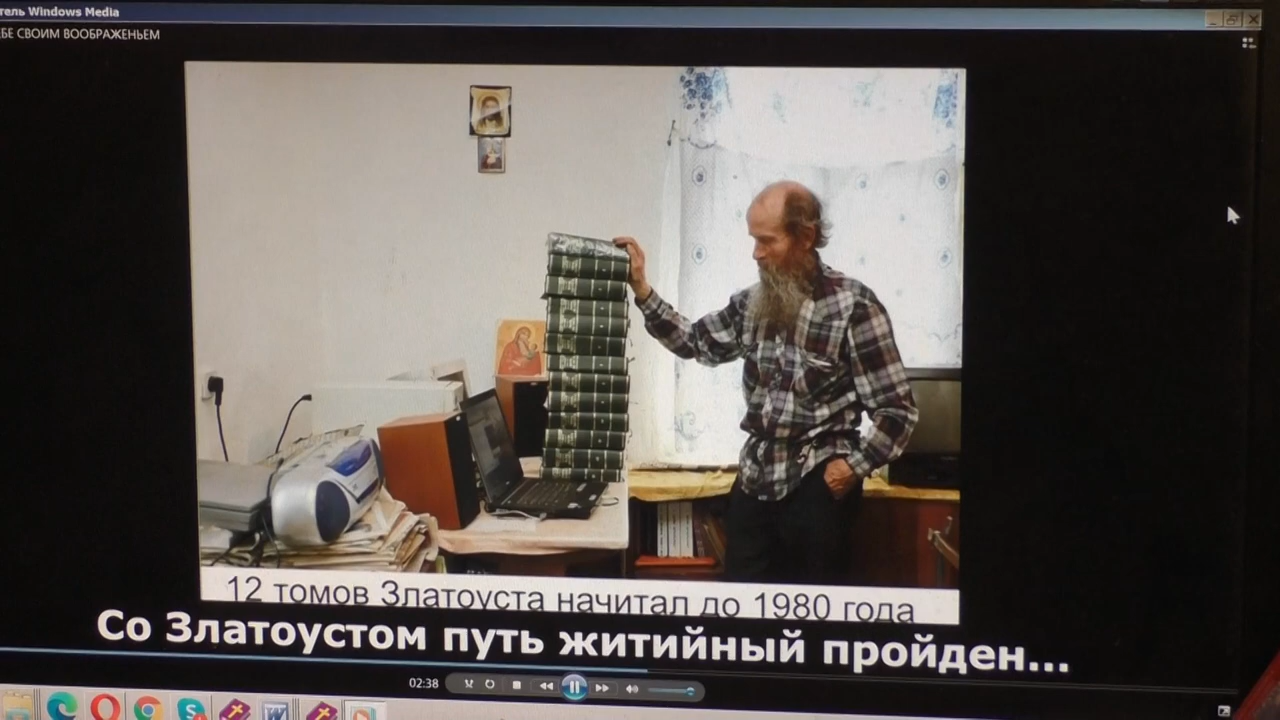 тель Windows Media
БЕ СВОИМ ВООБРАЖЕНЬЕМ
12 томов Златоуста начитал до 1980 года
Со Златоустом путь житийный пройден...
02:38